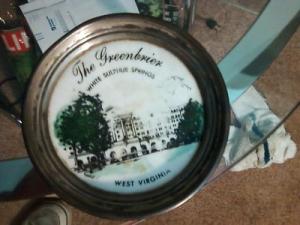 The Greenbrier
WHITE SULPHUR SPRINGS
WEST VIRGINIA